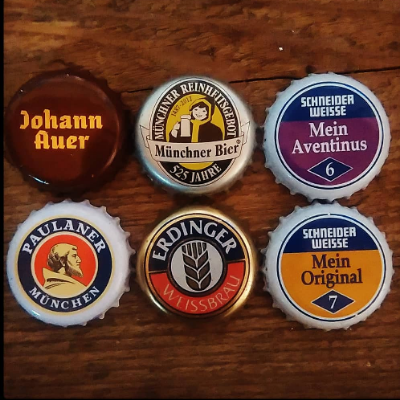 Johann
Auer
MÜNCHNER REINHEITSGEBOT
Münchner Bier
525 JAHRE
SCHNEIDER
WEISSE
Mein
Aventinus
6
PAULANER
MÜNCHEN
ERDINGER
WEISSBRÄU
SCHNEIDER
WEISSE
Mein
Original
7